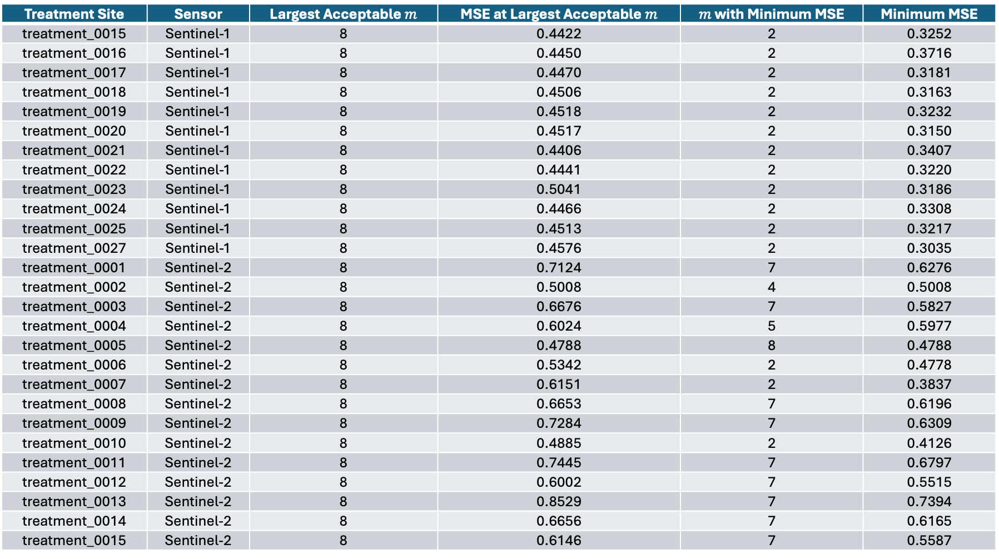 Treatment Site Sensor Largest Acceptable m MSE at Largest Acceptable m m with Minimum MSE Minimum MSE
treatment_0015 Sentinel-1 8 0.4422 2 0.3252
treatment_0016 Sentinel-1 8 0.4450 2 0.3716
treatment_0017 Sentinel-1 8 0.4470 2 0.3181
treatment_0018 Sentinel-1 8 0.4506 2 0.3163
treatment_0019 Sentinel-1 8 0.4518 2 0.3232
treatment_0020 Sentinel-1 8 0.4517 2 0.3150
treatment_0021 Sentinel-1 8 0.4406 2 0.3407
treatment_0022 Sentinel-1 8 0.4441 2 0.3220
treatment_0023 Sentinel-1 8 0.5041 2 0.3186
treatment_0024 Sentinel-1 8 0.4466 2 0.3308
treatment_0025 Sentinel-1 8 0.4513 2 0.3217
treatment_0027 Sentinel-1 8 0.4576 2 0.3035
treatment_0001 Sentinel-2 8 0.7124 7 0.6276
treatment_0002 Sentinel-2 8 0.5008 4 0.5008
treatment_0003 Sentinel-2 8 0.6676 7 0.5827
treatment_0004 Sentinel-2 8 0.6024 5 0.5977
treatment_0005 Sentinel-2 8 0.4788 8 0.4788
treatment_0006 Sentinel-2 8 0.5342 2 0.4778
treatment_0007 Sentinel-2 8 0.6151 2 0.3837
treatment_0008 Sentinel-2 8 0.6653 7 0.6196
treatment_0009 Sentinel-2 8 0.7284 7 0.6309
treatment_0010 Sentinel-2 8 0.4885 2 0.4126
treatment_0011 Sentinel-2 8 0.7445 7 0.6797
treatment_0012 Sentinel-2 8 0.6002 7 0.5515
treatment_0013 Sentinel-2 8 0.8529 7 0.7394
treatment_0014 Sentinel-2 8 0.6656 7 0.6165
treatment_0015 Sentinel-2 8 0.6146 7 0.5587